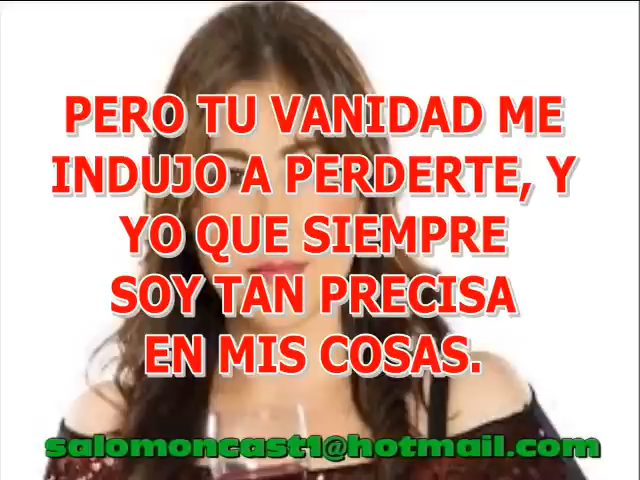 PERO TU VANIDAD ME
INDUJO A PERDERTE, Y
YO QUE SIEMPRE
SOY TAN PRECISA
EN MIS COSAS.
salomoncast1@hotmail.com